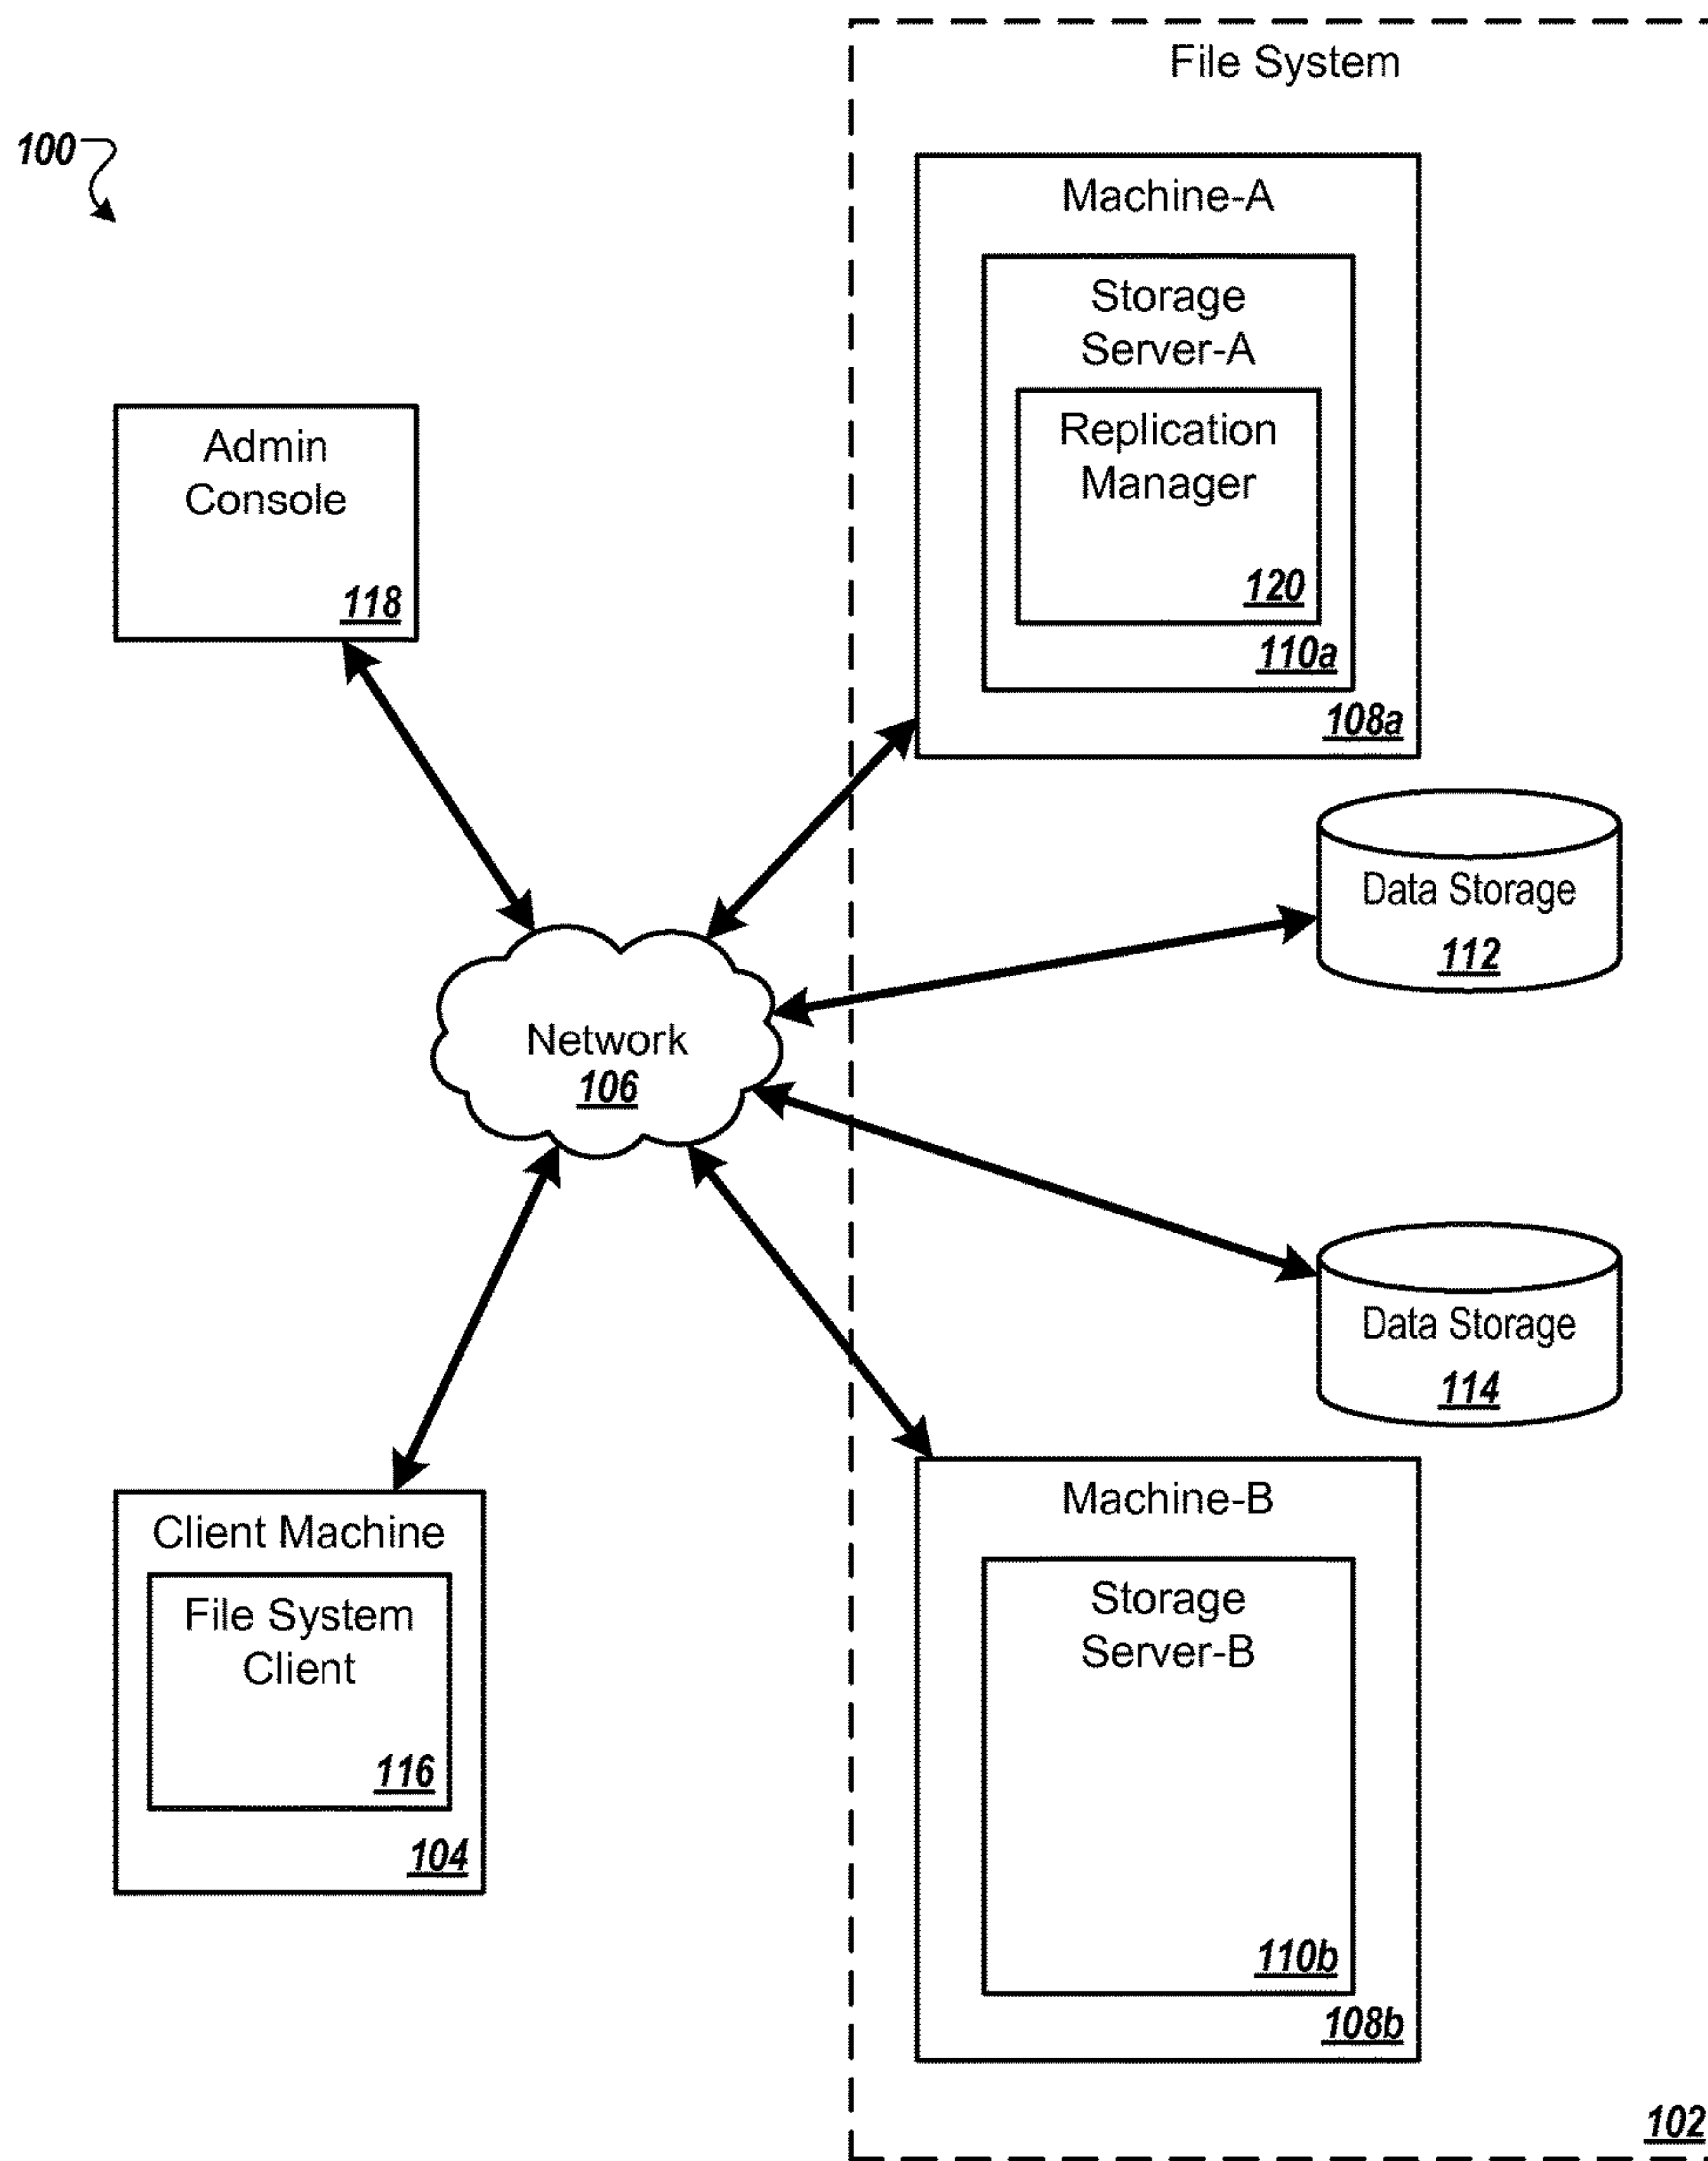 100
File System
Machine-A
Storage
Server-A
Replication
Manager
120
110a
108a
Admin
Console
118
Data Storage
112
Network
106
Data Storage
114
Client Machine
File System
Client
116
104
Machine-B
Storage
Server-B
110b
108b
102